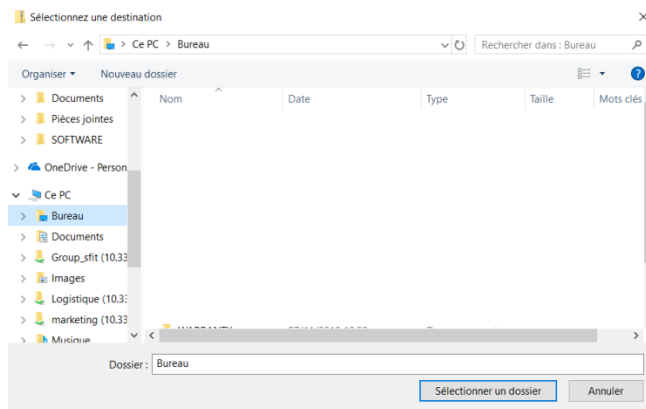 Sélectionnez une destination
Ce PC > Bureau
Rechercher dans : Bureau
Organiser
Nouveau dossier
Nom
Date
Type
Taille
Mots clés
Documents
Pièces jointes
SOFTWARE
OneDrive - Person
Ce PC
Bureau
Documents
Group_sfit (10.33
Images
Logistique (10.33
marketing (10.33
Musique
Dossier : Bureau
Sélectionner un dossier
Annuler